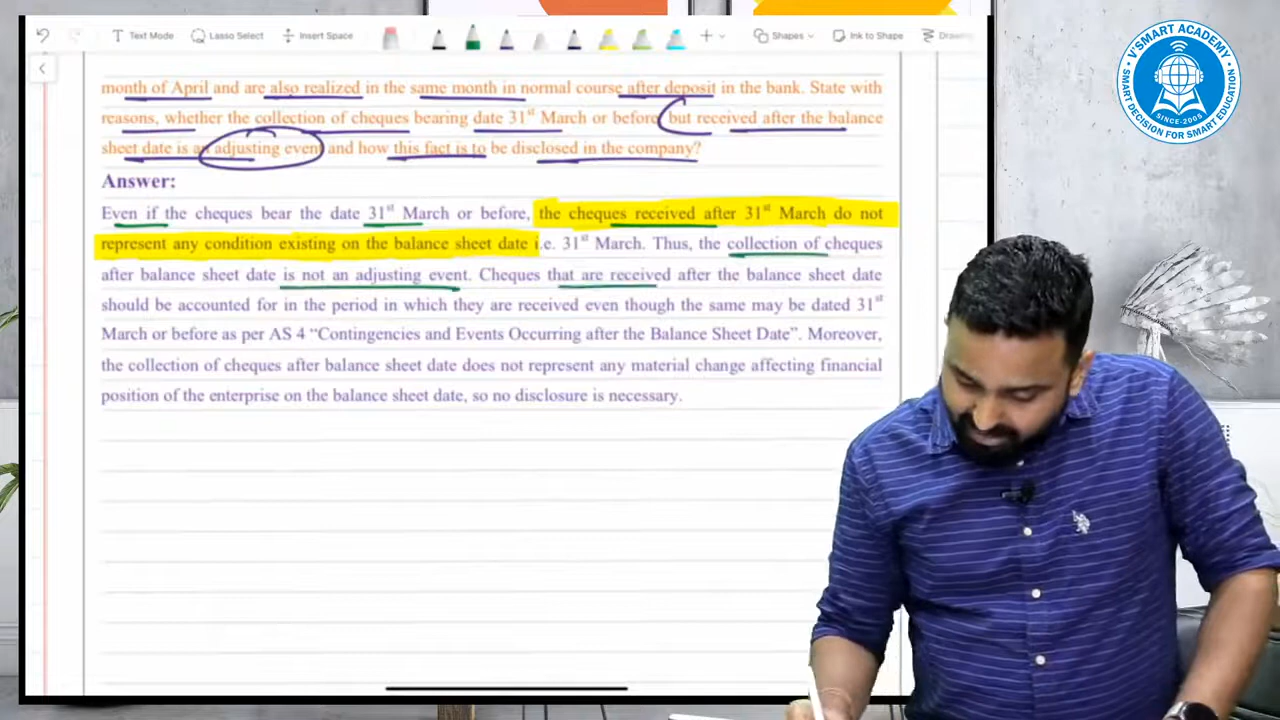 Text Mode Lasso Select Insert Space Shapes Ink to Shape Drawing
month of April and are also realized in the same month in normal course after deposit in the bank. State with
reasons, whether the collection of cheques bearing date 31st March or before but received after the balance
sheet date is an adjusting event and how this fact is to be disclosed in the company?
Answer:
Even if the cheques bear the date 31st March or before, the cheques received after 31st March do not
represent any condition existing on the balance sheet date i.e. 31st March. Thus, the collection of cheques
after balance sheet date is not an adjusting event. Cheques that are received after the balance sheet date
should be accounted for in the period in which they are received even though the same may be dated 31st
March or before as per AS 4 “Contingencies and Events Occurring after the Balance Sheet Date”. Moreover,
the collection of cheques after balance sheet date does not represent any material change affecting financial
position of the enterprise on the balance sheet date, so no disclosure is necessary.
V'SMART ACADEMY
SINCE-2005
SMART DECISION FOR SMART EDUCATION